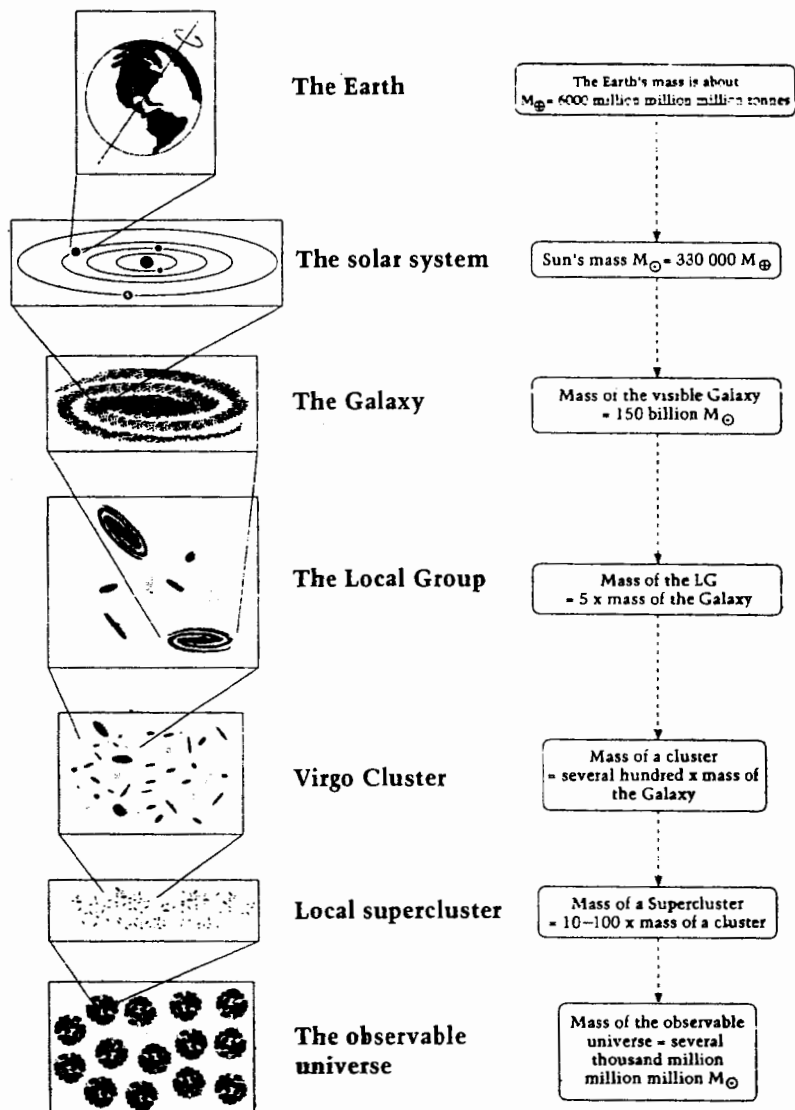 The Earth
The Earth's mass is about
M⊕= 6000 million million million tonnes
The solar system
Sun's mass M⊙= 330 000 M⊕
The Galaxy
Mass of the visible Galaxy
= 150 billion M⊙
The Local Group
Mass of the LG
= 5 x mass of the Galaxy
Virgo Cluster
Mass of a cluster
= several hundred x mass of
the Galaxy
Local supercluster
Mass of a Supercluster
= 10–100 x mass of a cluster
The observable
universe
Mass of the observable
universe = several
thousand million
million million M⊙